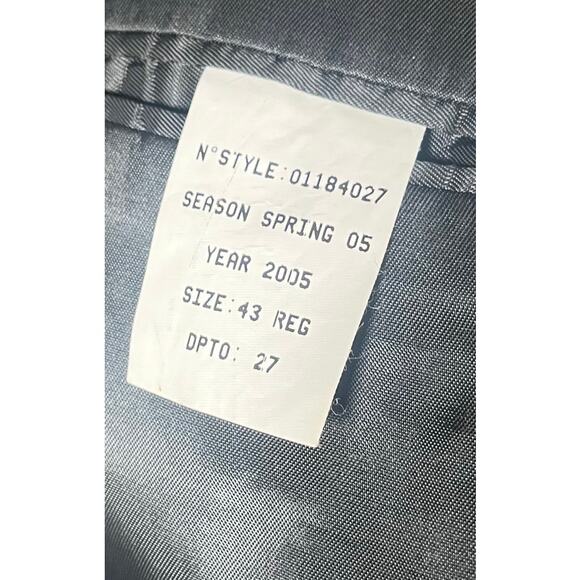 N°STYLE:01184027
SEASON SPRING 05
YEAR 2005
SIZE:43 REG
DPTO: 27